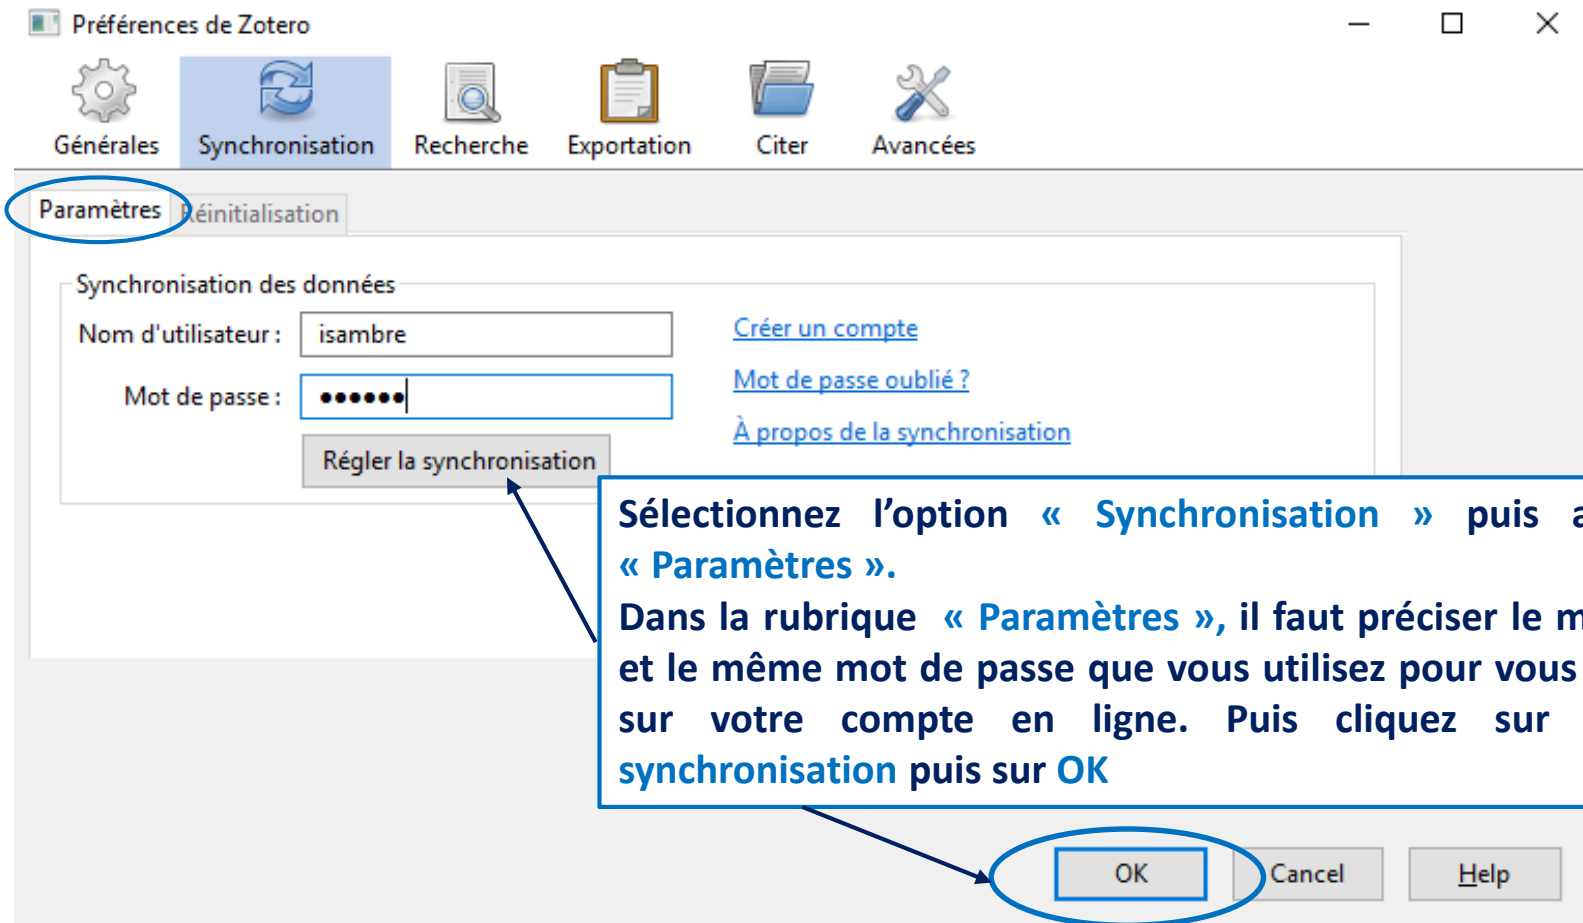 Préférences de Zotero
Générales Synchronisation Recherche Exportation Citer Avancées
Paramètres Réinitialisation
Synchronisation des données
Nom d'utilisateur : isambre Créer un compte
Mot de passe : •••••• Mot de passe oublié ?
À propos de la synchronisation
Régler la synchronisation
Sélectionnez l'option « Synchronisation » puis
« Paramètres ».
Dans la rubrique « Paramètres », il faut préciser le
et le même mot de passe que vous utilisez pour vous
sur votre compte en ligne. Puis cliquez sur
synchronisation puis sur OK
OK Cancel Help